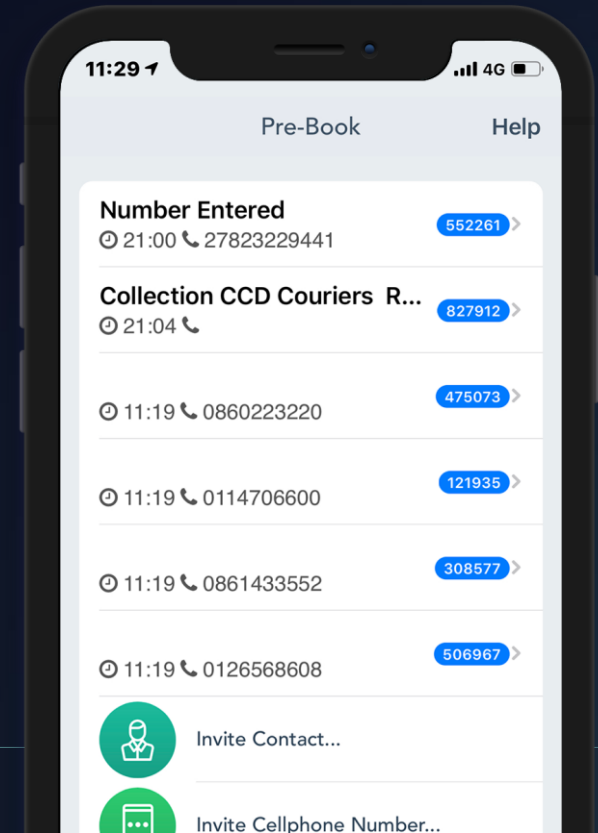 11:29 4G
Pre-Book Help
Number Entered
21:00 27823229441
552261
Collection CCD Couriers R...
21:04
827912
475073
11:19 0860223220
121935
11:19 0114706600
308577
11:19 0861433552
506967
11:19 0126568608
Invite Contact...
Invite Cellphone Number...